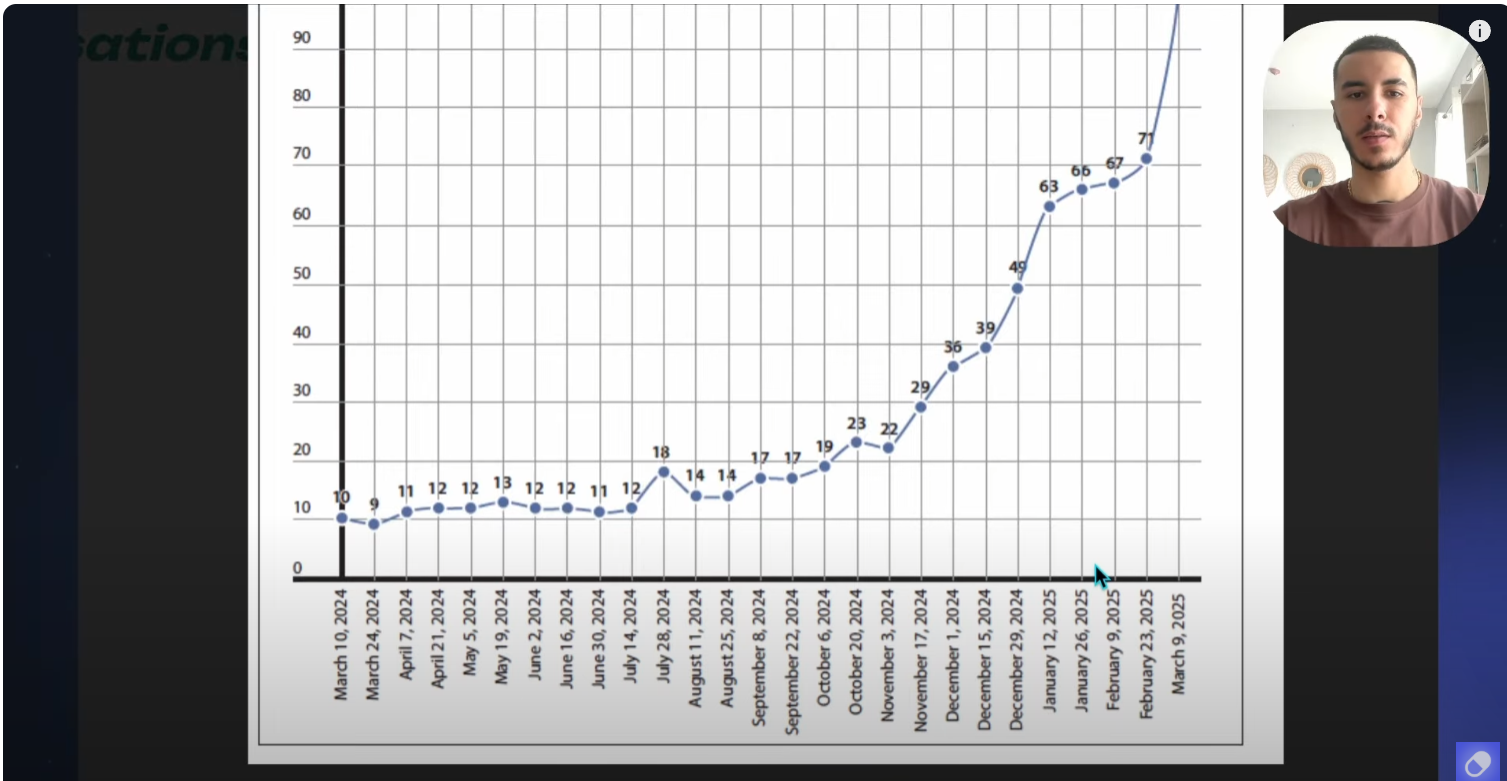 sations
90
80
70
60
50
40
30
20
10
0
10
9
11
12
12
13
12
12
11
12
18
14
14
17
17
19
23
22
29
36
39
49
63
66
67
71
March 10, 2024
March 24, 2024
April 7, 2024
April 21, 2024
May 5, 2024
May 19, 2024
June 2, 2024
June 16, 2024
June 30, 2024
July 14, 2024
July 28, 2024
August 11, 2024
August 25, 2024
September 8, 2024
September 22, 2024
October 6, 2024
October 20, 2024
November 3, 2024
November 17, 2024
December 1, 2024
December 15, 2024
December 29, 2024
January 12, 2025
January 26, 2025
February 9, 2025
February 23, 2025
March 9, 2025